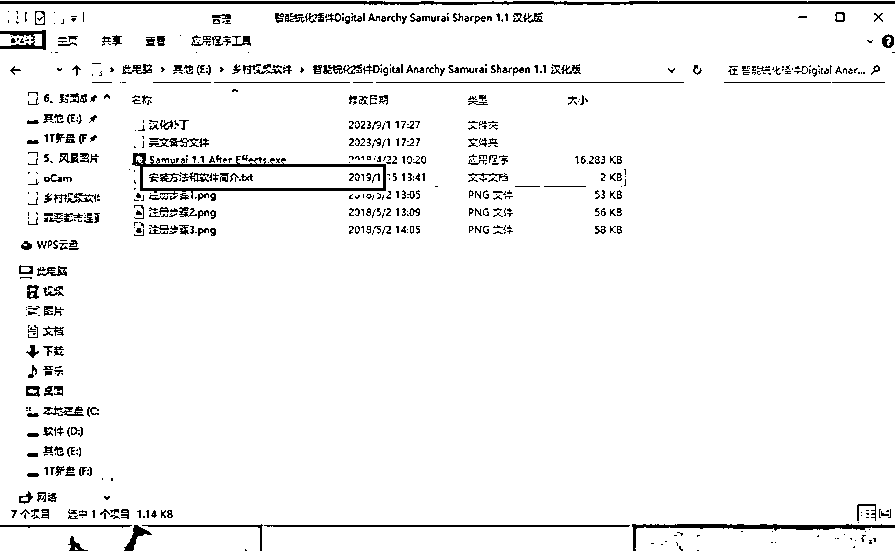 管理 智能锐化插件Digital Anarchy Samurai Sharpen 1.1 汉化版
文件 主页 共享 查看 应用程序工具
此电脑 > 其他 (E:) > 乡村视频软件 > 智能锐化插件Digital Anarchy Samurai Sharpen 1.1 汉化版
在 智能锐化插件Digital Anar...
名称 修改日期 类型 大小
汉化补丁 2023/9/1 17:27 文件夹
英文备份文件 2023/9/1 17:27 文件夹
Samurai 1.1 After Effects.exe 2018/4/22 10:20 应用程序 16,283 KB
安装方法和软件简介.txt 2019/1 15 13:41 文本文档 2 KB
注册步骤1.png 2018/5/2 13:05 PNG 文件 53 KB
注册步骤2.png 2018/5/2 13:09 PNG 文件 56 KB
注册步骤3.png 2018/5/2 14:05 PNG 文件 58 KB
6、封面
其他 (E:)
1T新盘 (F
5、风景图片
oCam
乡村视频软件
WPS云盘
此电脑
视频
图片
文档
下载
音乐
桌面
本地磁盘 (C:
软件 (D:)
其他 (E:)
1T新盘 (F:)
网络
7 个项目 选中 1 个项目 1.14 KB